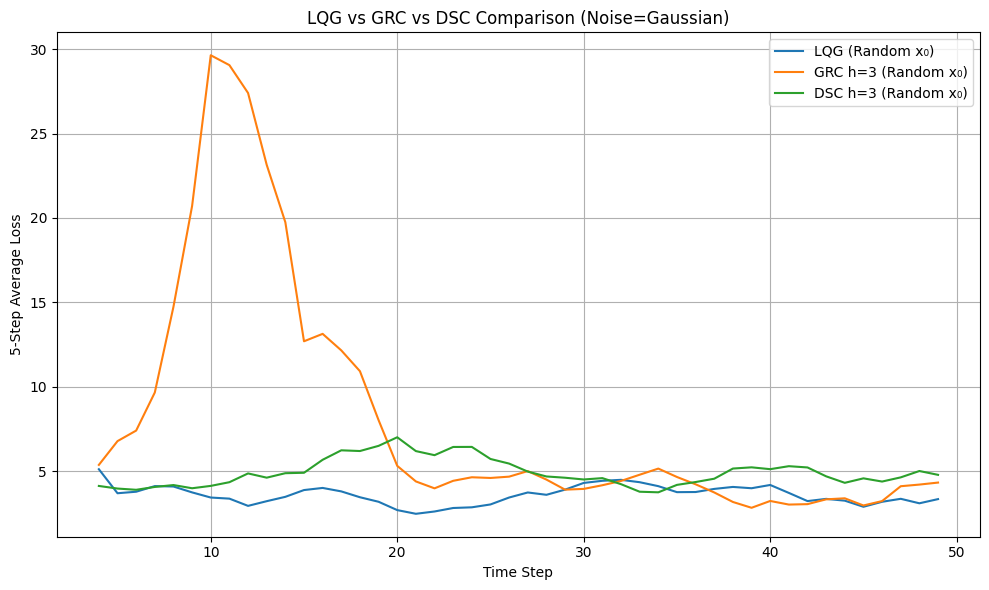 LQG vs GRC vs DSC Comparison (Noise=Gaussian)
LQG (Random x₀)
GRC h=3 (Random x₀)
DSC h=3 (Random x₀)
5-Step Average Loss
30
25
20
15
10
5
10
20
30
40
50
Time Step